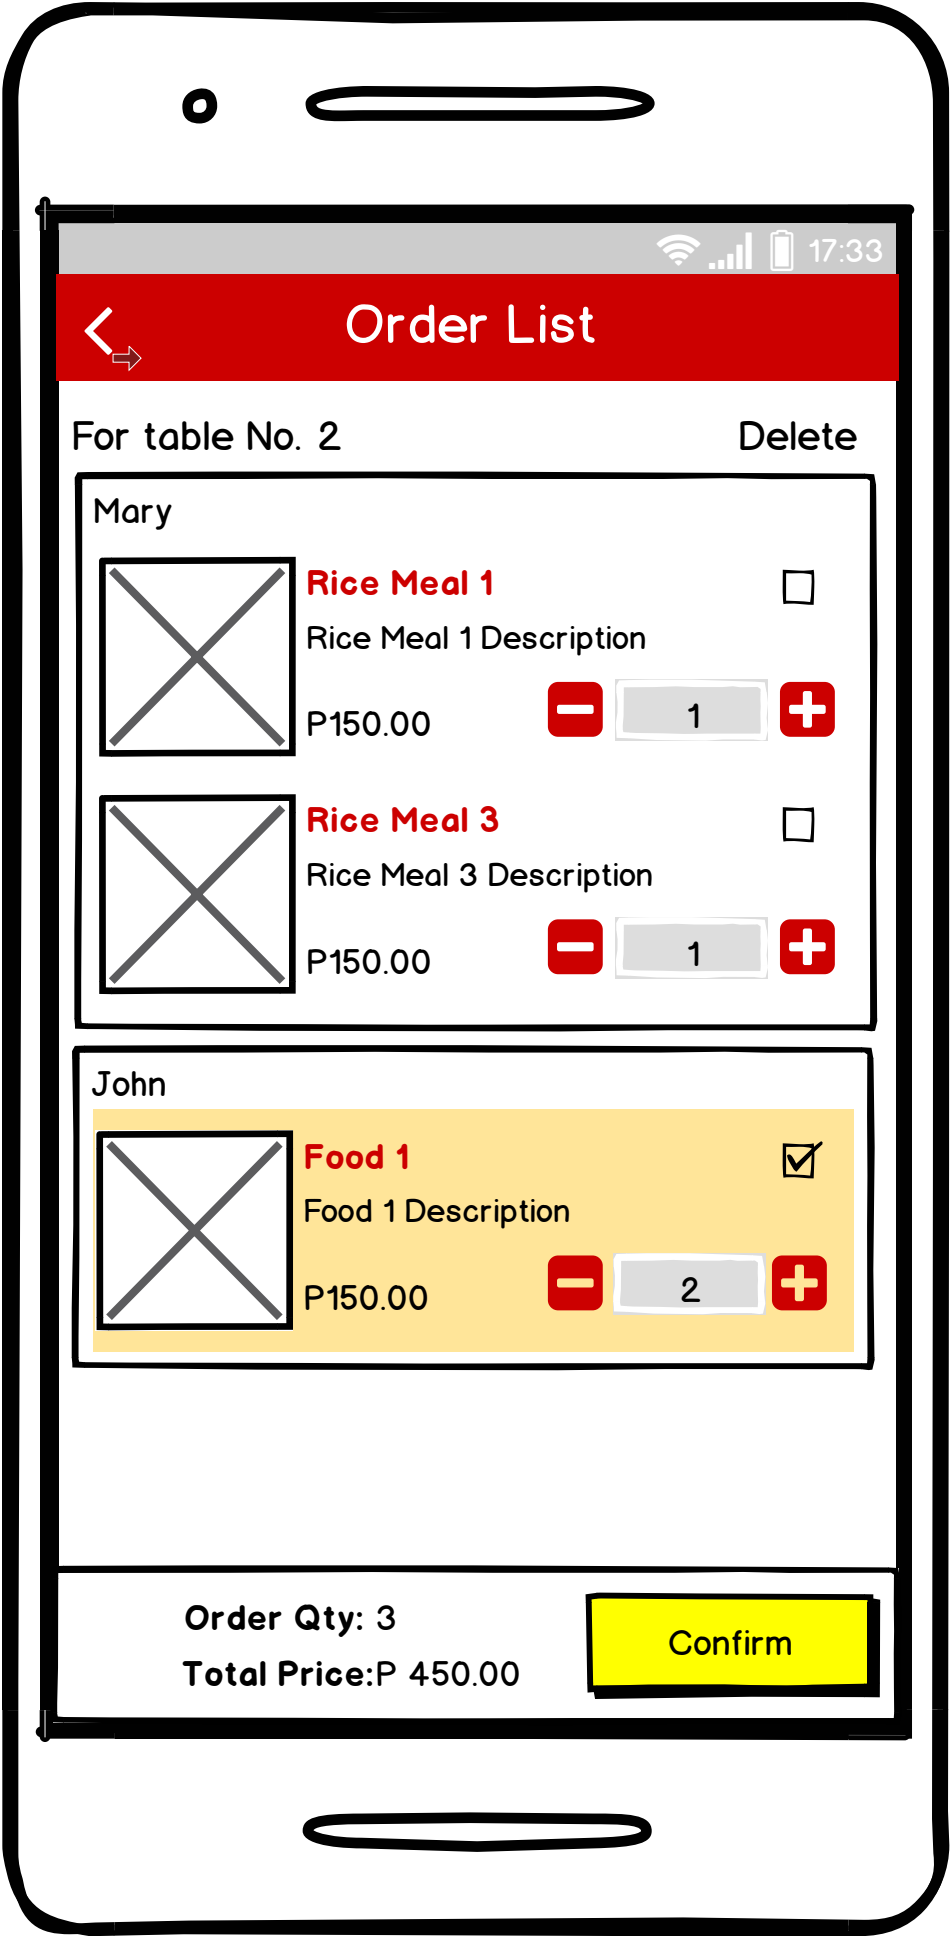 17:33
Order List
For table No. 2 Delete
Mary
Rice Meal 1
Rice Meal 1 Description
P150.00 1
Rice Meal 3
Rice Meal 3 Description
P150.00 1
John
Food 1
Food 1 Description
P150.00 2
Order Qty: 3
Total Price:P 450.00
Confirm